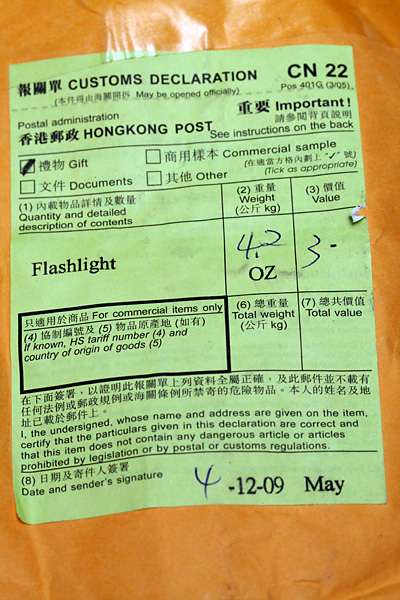 報關單 CUSTOMS DECLARATION CN 22
(本件得由海關開拆 May be opened officially) Pos 401G (3/05)
Postal administration 重要 Important!
香港郵政 HONGKONG POST 請參閱背頁說明
See instructions on the back
禮物 Gift 商用樣本 Commercial sample
(在適當方格內劃上 "✓" 號)
文件 Documents 其他 Other (Tick as appropriate)
(1) 內載物品詳情及數量 (2) 重量 (3) 價值
Quantity and detailed Weight Value
description of contents (公斤 kg)
Flashlight 4.2 3-
OZ
只適用於商品 For commercial items only (6) 總重量 (7) 總共價值
(4) 協制編號及 (5) 物品原產地 (如有) Total weight Total value
If known, HS tariff number (4) and (公斤 kg)
country of origin of goods (5)
在下面簽署，以證明此報關單上列資料全屬正確，及此郵件並不載有
任何法例或郵政規例或海關條例所禁寄的危險物品。本人的姓名及地
址已載於郵件上。
I, the undersigned, whose name and address are given on the item,
certify that the particulars given in this declaration are correct and
that this item does not contain any dangerous article or articles
prohibited by legislation or by postal or customs regulations.
(8) 日期及寄件人簽署
Date and sender's signature 4 -12-09 May